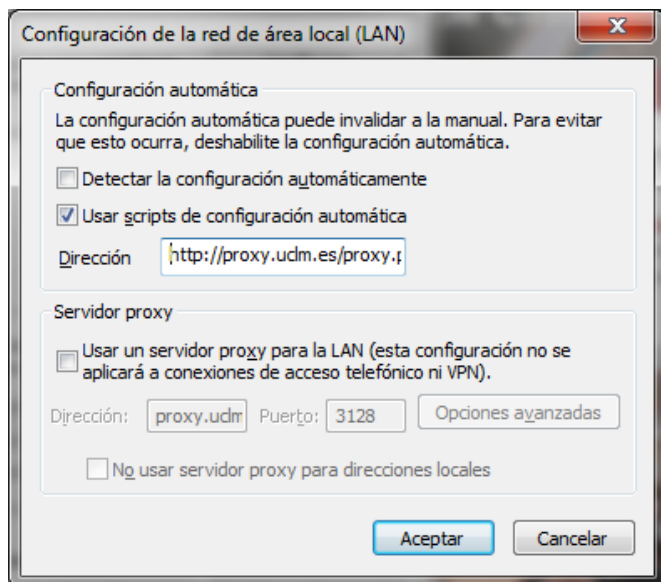 Configuración de la red de área local (LAN)
Configuración automática
La configuración automática puede invalidar a la manual. Para evitar
que esto ocurra, deshabilite la configuración automática.
Detectar la configuración automáticamente
Usar scripts de configuración automática
Dirección http://proxy.uclm.es/proxy.p
Servidor proxy
Usar un servidor proxy para la LAN (esta configuración no se
aplicará a conexiones de acceso telefónico ni VPN).
Dirección: proxy.uclm Puerto: 3128 Opciones avanzadas
No usar servidor proxy para direcciones locales
Aceptar Cancelar